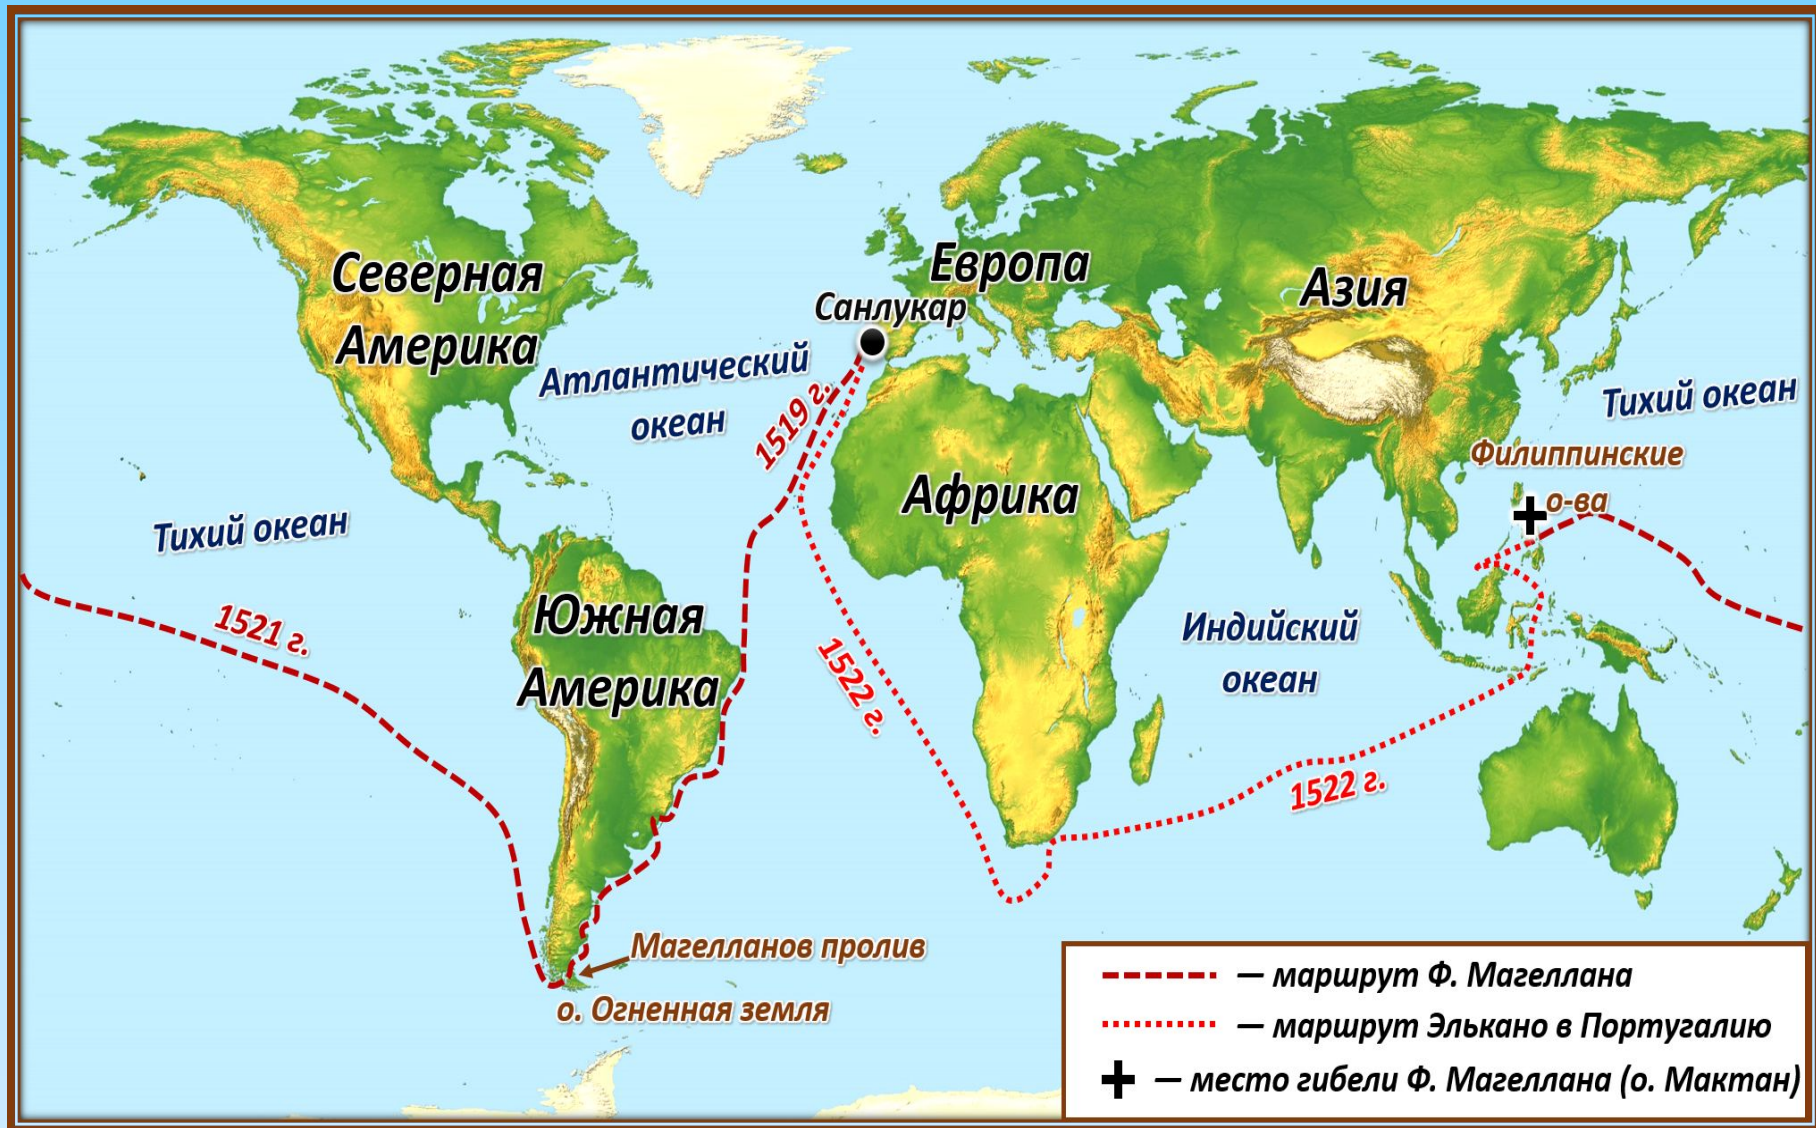 Северная
Америка
Европа
Санлукар
Азия
Атлантический
океан
1519 г.
Тихий океан
Филиппинские
о-ва
Африка
Тихий океан
1521 г.
Южная
Америка
1522 г.
Индийский
океан
1522 г.
Магелланов пролив
о. Огненная земля
— маршрут Ф. Магеллана
— маршрут Элькано в Португалию
— место гибели Ф. Магеллана (о. Мактан)